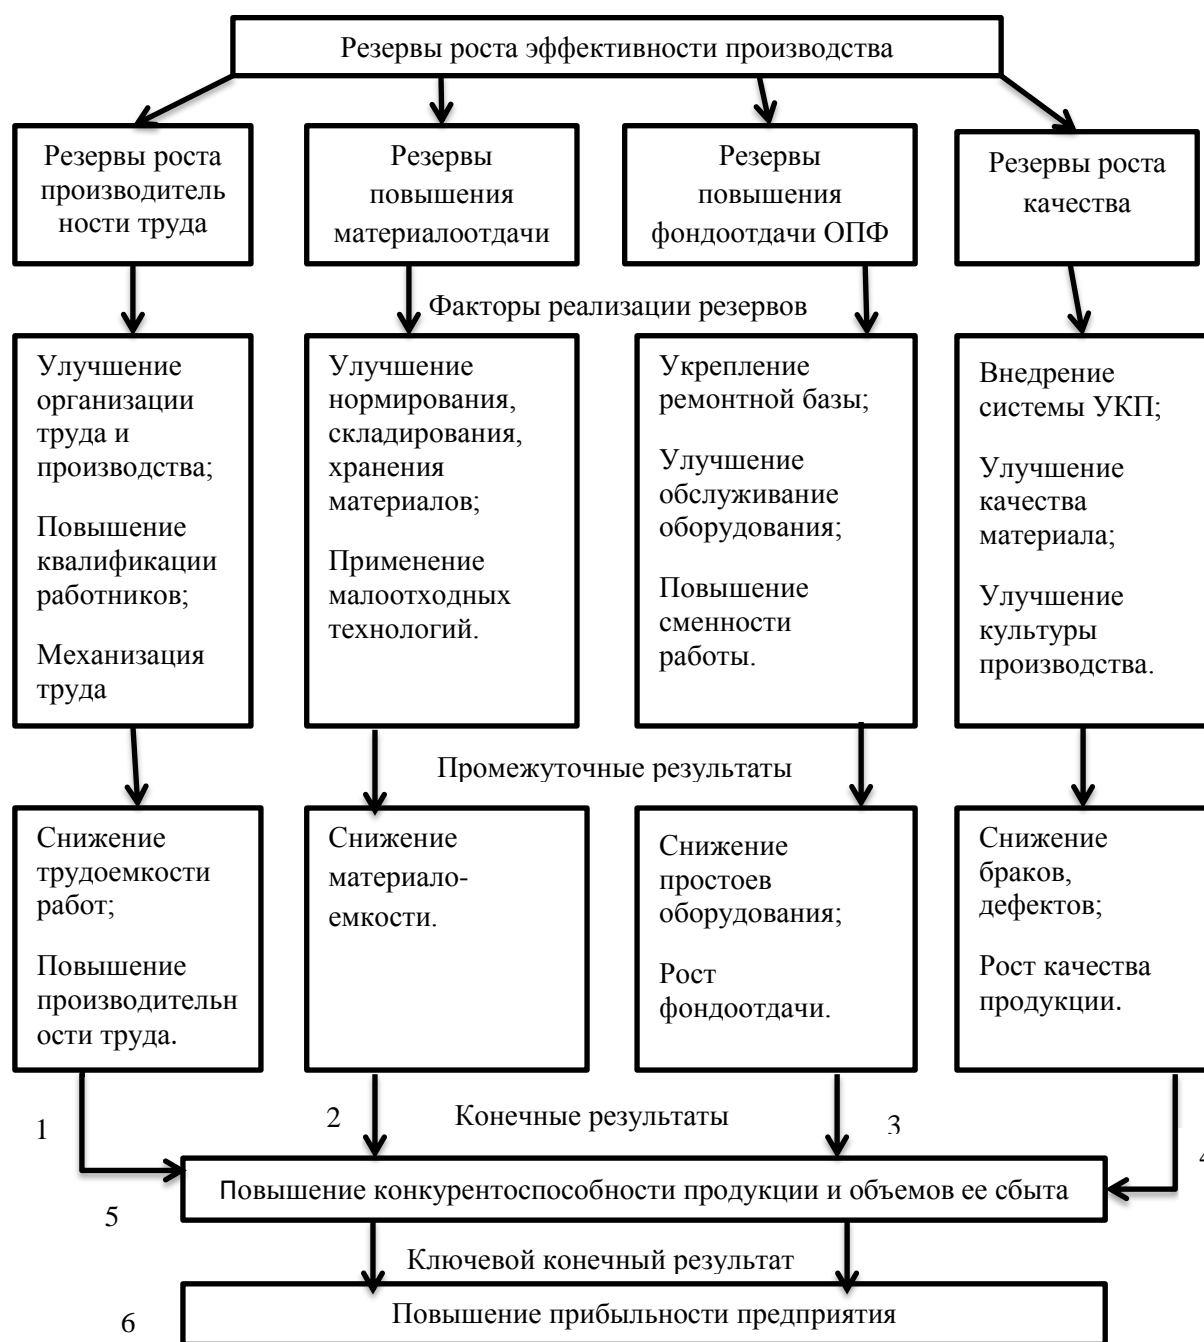 Резервы роста эффективности производства
Резервы роста
производитель
ности труда
Резервы
повышения
материалоотдачи
Резервы
повышения
фондоотдачи ОПФ
Резервы роста
качества
Факторы реализации резервов
Улучшение
организации
труда и
производства;
Повышение
квалификации
работников;
Механизация
труда
Улучшение
нормирования,
складирования,
хранения
материалов;
Применение
малоотходных
технологий.
Укрепление
ремонтной базы;
Улучшение
обслуживание
оборудования;
Повышение
сменности
работы.
Внедрение
системы УКП;
Улучшение
качества
материала;
Улучшение
культуры
производства.
Промежуточные результаты
Снижение
трудоемкости
работ;
Повышение
производительн
ости труда.
Снижение
материало-
емкости.
Снижение
простоев
оборудования;
Рост
фондоотдачи.
Снижение
браков,
дефектов;
Рост качества
продукции.
1
2
Конечные результаты
3
4
Повышение конкурентоспособности продукции и объемов ее сбыта
5
Ключевой конечный результат
Повышение прибыльности предприятия
6